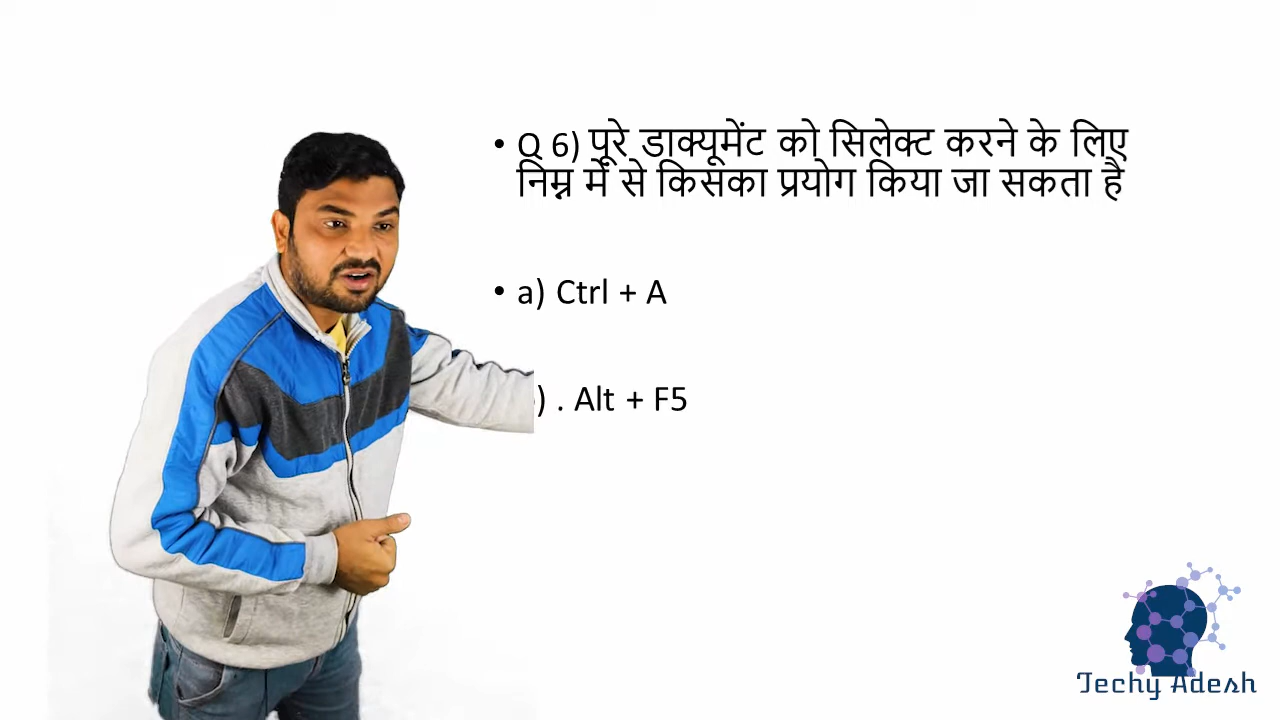 • Q 6) पूरे डाक्यूमेंट को सिलेक्ट करने के लिए
निम्न में से किसका प्रयोग किया जा सकता है
• a) Ctrl + A
) . Alt + F5
Techy Adesh